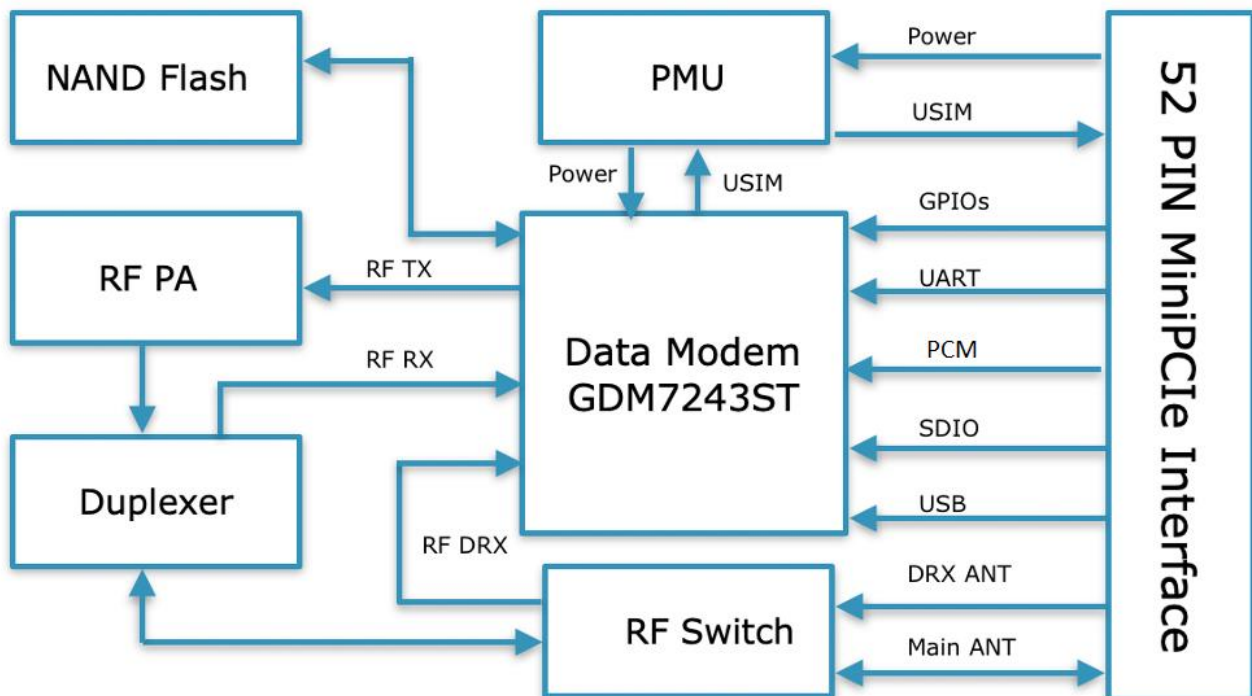 NAND Flash
PMU
Power
USIM
Power
USIM
RF PA
RF TX
RF RX
Data Modem
GDM7243ST
GPIOs
UART
PCM
SDIO
USB
Duplexer
RF DRX
RF Switch
DRX ANT
Main ANT
52 PIN MiniPCIe Interface